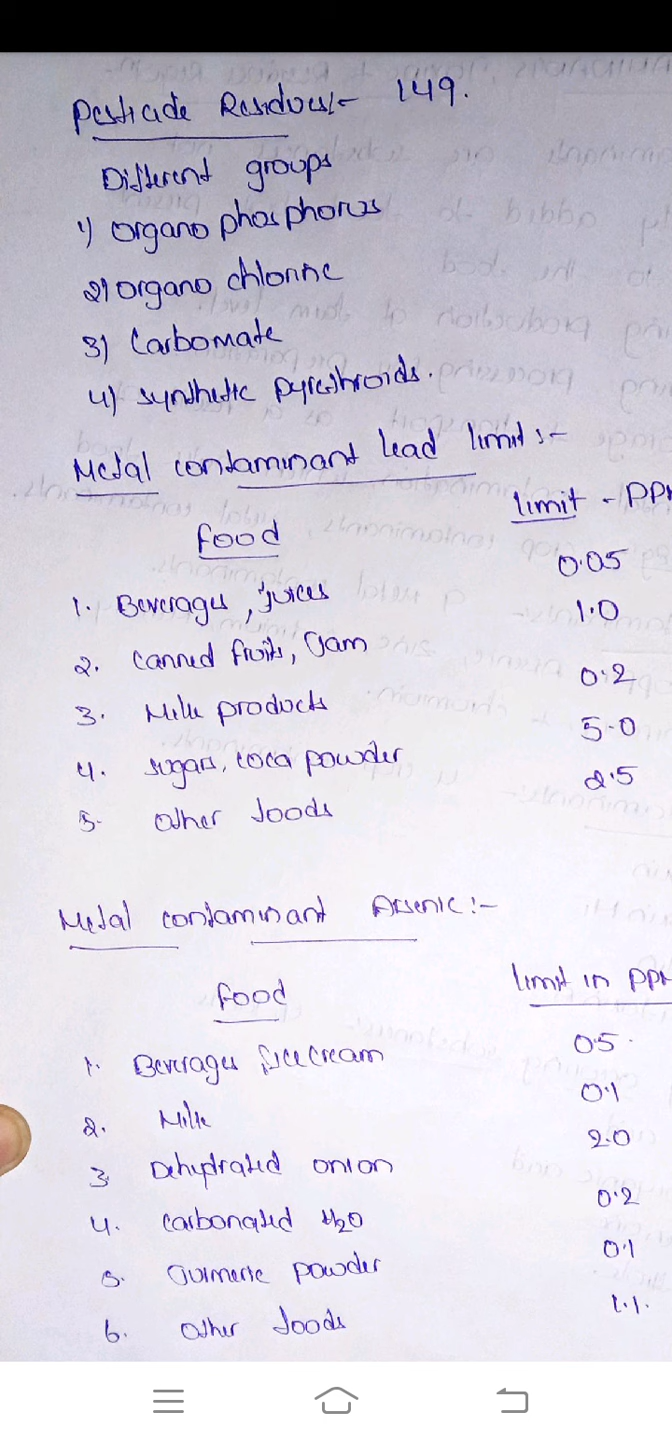 Pesticide Residues:- 149.
Different groups
1) Organo phosphorus
2) Organo chlorine
3) Carbomate
4) Synthetic pyrethroids.
Metal contaminant lead limit :-
food limit - PPM
1. Beverages, juices 0.05
2. Canned fruits, Jam 1.0
3. Milk products 0.2
4. Sugars, coca powder 5.0
5. Other foods 2.5
Metal contaminant Arsenic :-
food limit in PPM
1. Beverages, Ice cream 0.5
2. Milk 0.1
3. Dehydrated onion 2.0
4. Carbonated H2O 0.2
5. Turmeric powder 0.1
6. Other foods 1.1.